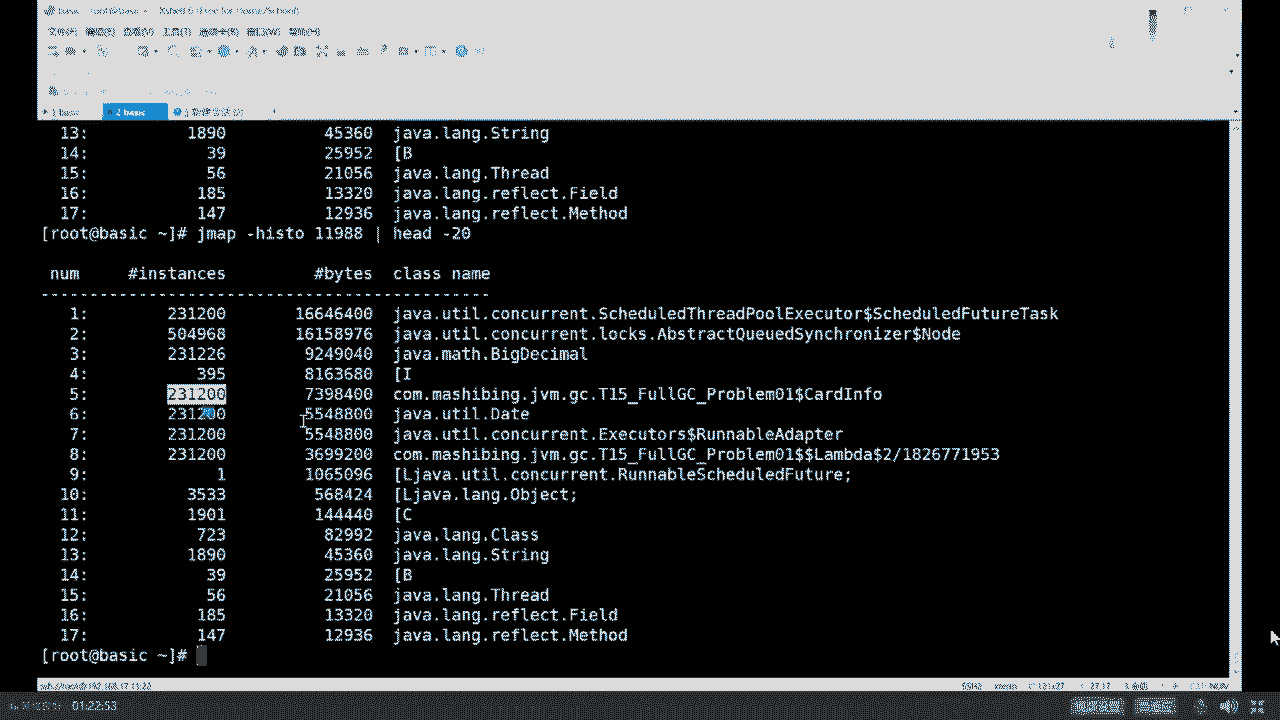 1 basic
2 basic
13: 1890 45360 java.lang.String
14: 39 25952 [B
15: 56 21056 java.lang.Thread
16: 185 13320 java.lang.reflect.Field
17: 147 12936 java.lang.reflect.Method
[root@basic ~]# jmap -histo 11988 | head -20
num #instances #bytes class name
----------------------------------------------
1: 231200 16646400 java.util.concurrent.ScheduledThreadPoolExecutor$ScheduledFutureTask
2: 504968 16158976 java.util.concurrent.locks.AbstractQueuedSynchronizer$Node
3: 231226 9249040 java.math.BigDecimal
4: 395 8163680 [I
5: 231200 7398400 com.mashibing.jvm.gc.T15_FullGC_Problem01$CardInfo
6: 231200 5548800 java.util.Date
7: 231200 5548800 java.util.concurrent.Executors$RunnableAdapter
8: 231200 3699200 com.mashibing.jvm.gc.T15_FullGC_Problem01$$Lambda$2/1826771953
9: 1 1065096 [Ljava.util.concurrent.RunnableScheduledFuture;
10: 3533 568424 [Ljava.lang.Object;
11: 1901 144440 [C
12: 723 82992 java.lang.Class
13: 1890 45360 java.lang.String
14: 39 25952 [B
15: 56 21056 java.lang.Thread
16: 185 13320 java.lang.reflect.Field
17: 147 12936 java.lang.reflect.Method
[root@basic ~]#
01:22:53